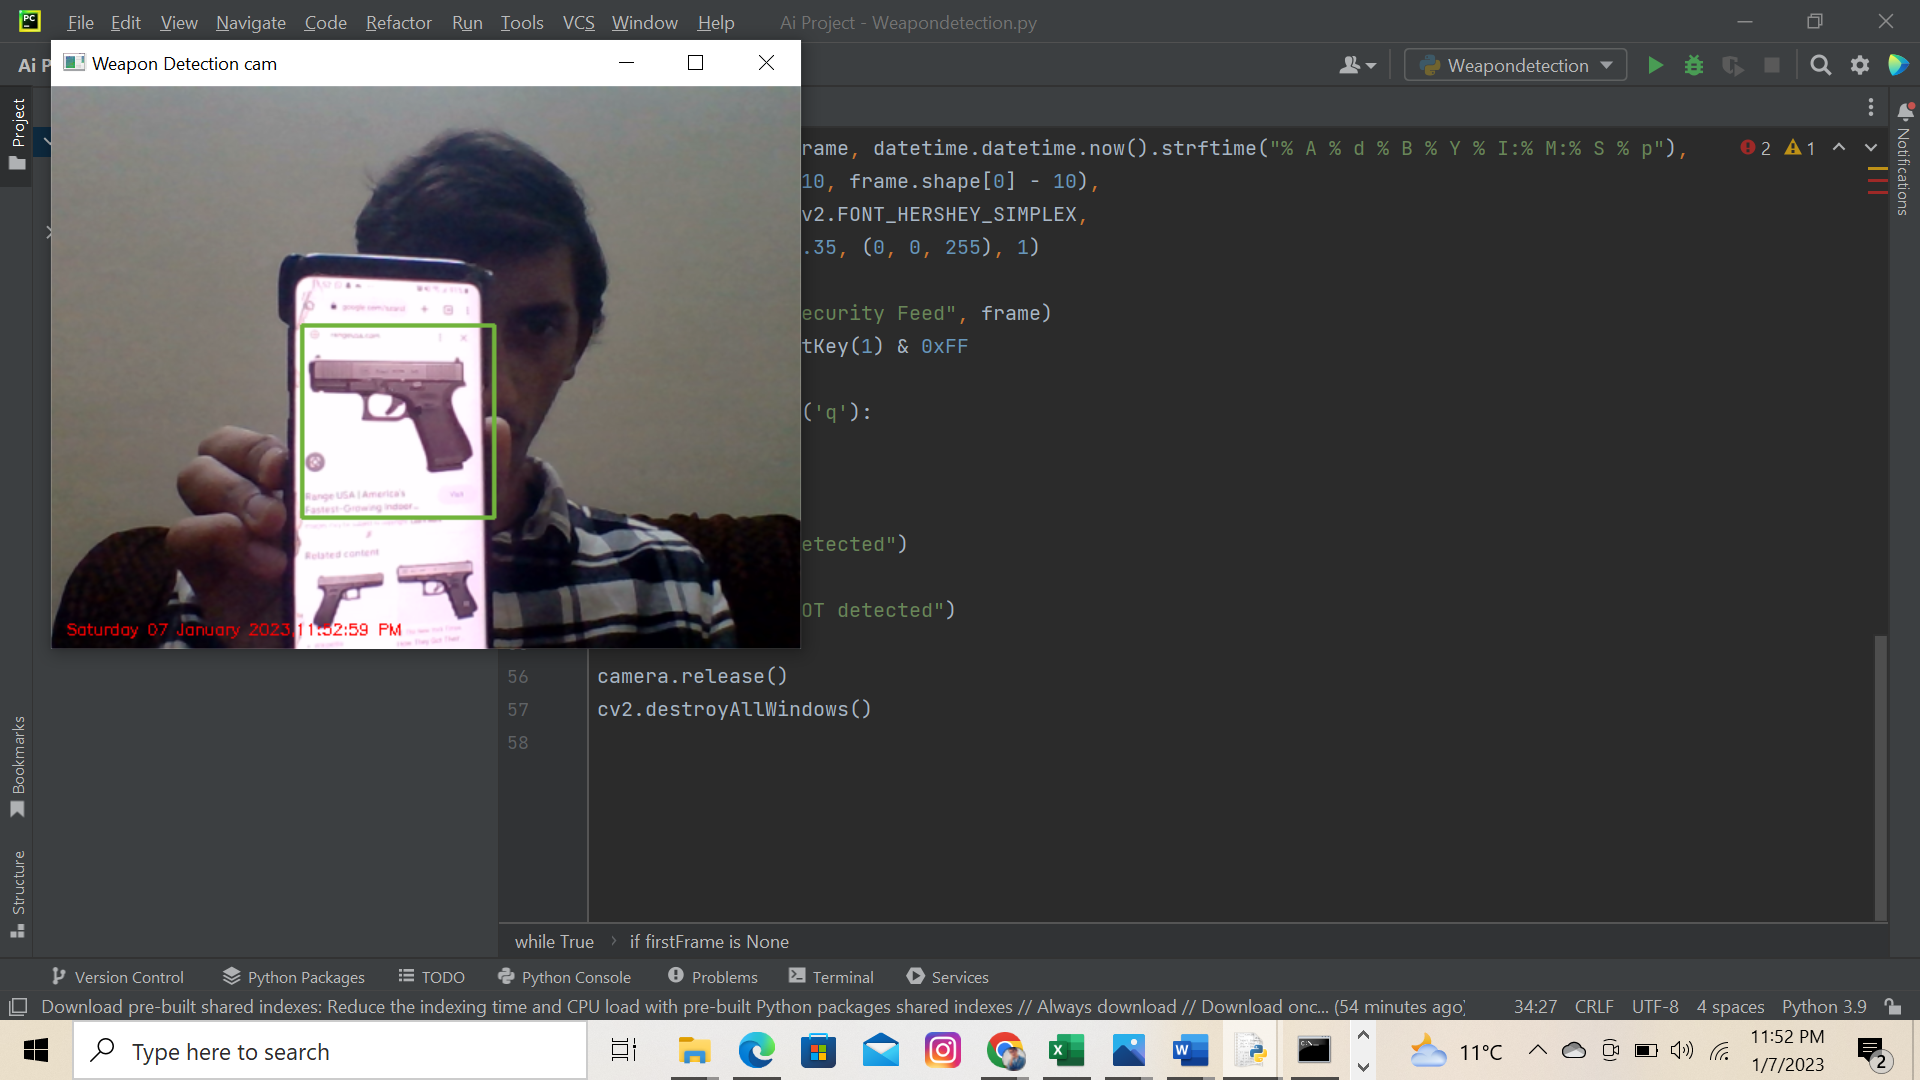 File Edit View Navigate Code Refactor Run Tools VCS Window Help Ai Project - Weapondetection.py
Ai P
Weapon Detection cam
Weapondetection
Project
Notifications
rame, datetime.datetime.now().strftime("% A % d % B % Y % I:% M:% S % p"),
2 1
10, frame.shape[0] - 10),
v2.FONT_HERSHEY_SIMPLEX,
.35, (0, 0, 255), 1)
ecurity Feed", frame)
tKey(1) & 0xFF
('q'):
etected")
OT detected")
56 camera.release()
57 cv2.destroyAllWindows()
58
rangeusa.com
Range USA | America's
Fastest-Growing Indoor...
Visit
Related content
Saturday 07 January 2023 11:52:59 PM
Bookmarks
Structure
while True › if firstFrame is None
Version Control Python Packages TODO Python Console Problems Terminal Services
Download pre-built shared indexes: Reduce the indexing time and CPU load with pre-built Python packages shared indexes // Always download // Download onc... (54 minutes ago)
34:27 CRLF UTF-8 4 spaces Python 3.9
Type here to search
11°C
11:52 PM
1/7/2023
2